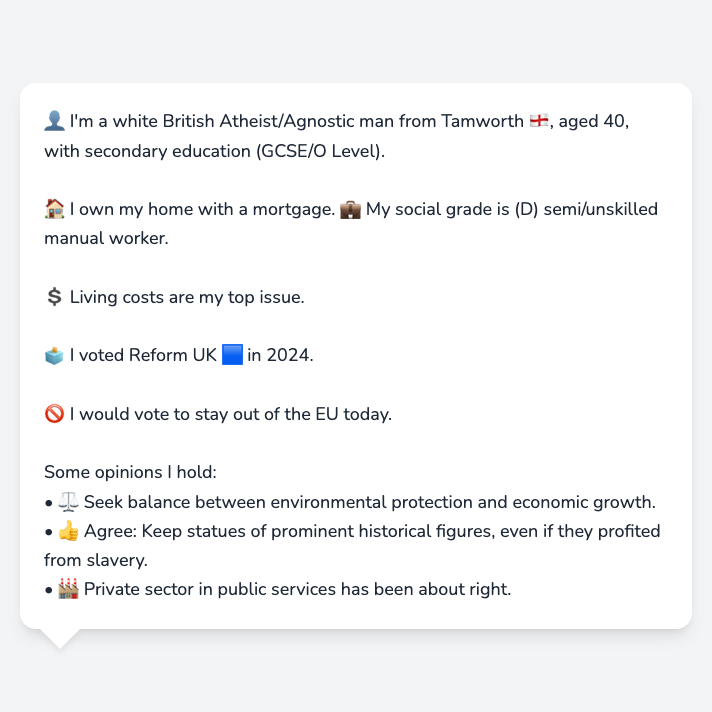 👤 I'm a white British Atheist/Agnostic man from Tamworth 🏴󠁧󠁢󠁥󠁮󠁧󠁿, aged 40,
with secondary education (GCSE/O Level).
🏠 I own my home with a mortgage. 💼 My social grade is (D) semi/unskilled
manual worker.
💲 Living costs are my top issue.
🗳️ I voted Reform UK 🟦 in 2024.
🚫 I would vote to stay out of the EU today.
Some opinions I hold:
• ⚖️ Seek balance between environmental protection and economic growth.
• 👍 Agree: Keep statues of prominent historical figures, even if they profited
from slavery.
• 🏭 Private sector in public services has been about right.